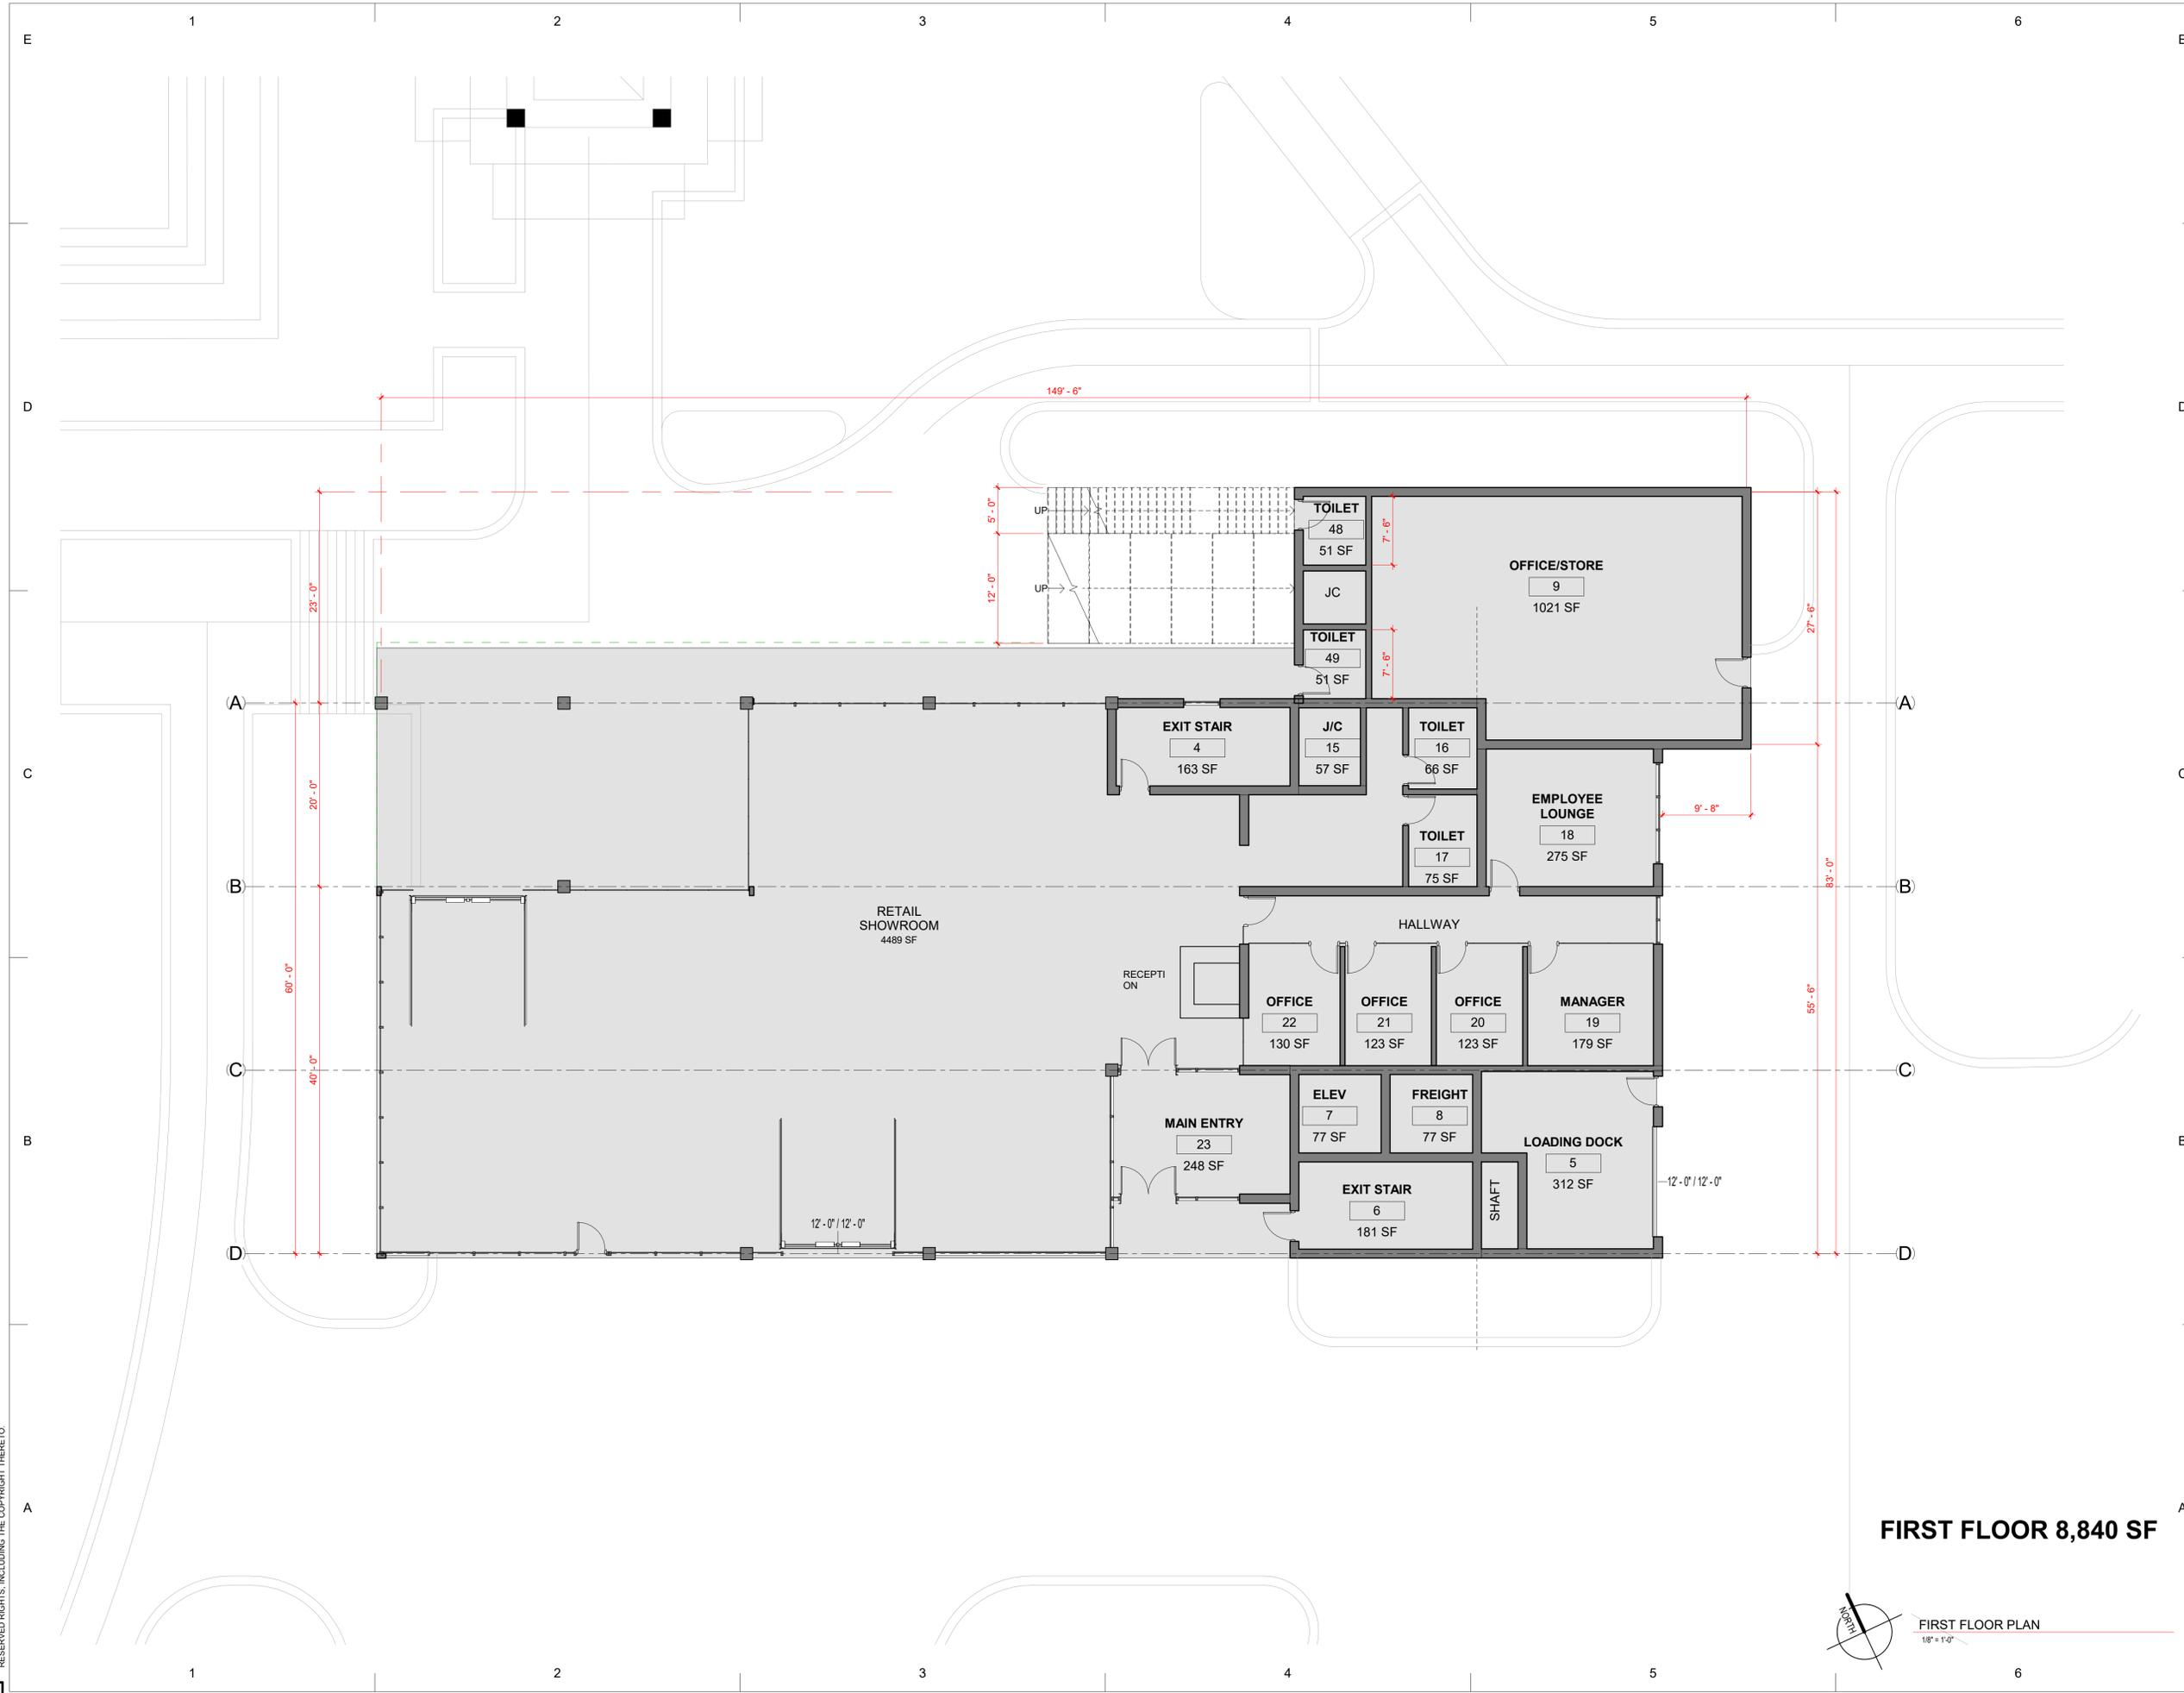 1 2 3 4 5 6
E E
D D
C C
B B
A A
149' - 6"
23' - 0"
20' - 0"
60' - 0"
40' - 0"
5' - 0"
12' - 0"
UP
UP
TOILET
48
51 SF
7' - 6"
JC
TOILET
49
51 SF
7' - 6"
OFFICE/STORE
9
1021 SF
27' - 6"
83' - 0"
55' - 6"
9' - 8"
(A) (A)
EXIT STAIR
4
163 SF
J/C
15
57 SF
TOILET
16
66 SF
TOILET
17
75 SF
EMPLOYEE
LOUNGE
18
275 SF
(B) (B)
RETAIL
SHOWROOM
4489 SF
HALLWAY
RECEPTI
ON
OFFICE
22
130 SF
OFFICE
21
123 SF
OFFICE
20
123 SF
MANAGER
19
179 SF
(C) (C)
MAIN ENTRY
23
248 SF
ELEV
7
77 SF
FREIGHT
8
77 SF
LOADING DOCK
5
312 SF
12' - 0" / 12' - 0"
EXIT STAIR
6
181 SF
SHAFT
12' - 0" / 12' - 0"
(D) (D)
FIRST FLOOR 8,840 SF
NORTH
FIRST FLOOR PLAN
1/8" = 1'-0"
RESERVED RIGHTS, INCLUDING THE COPYRIGHT THERETO.
1 2 3 4 5 6